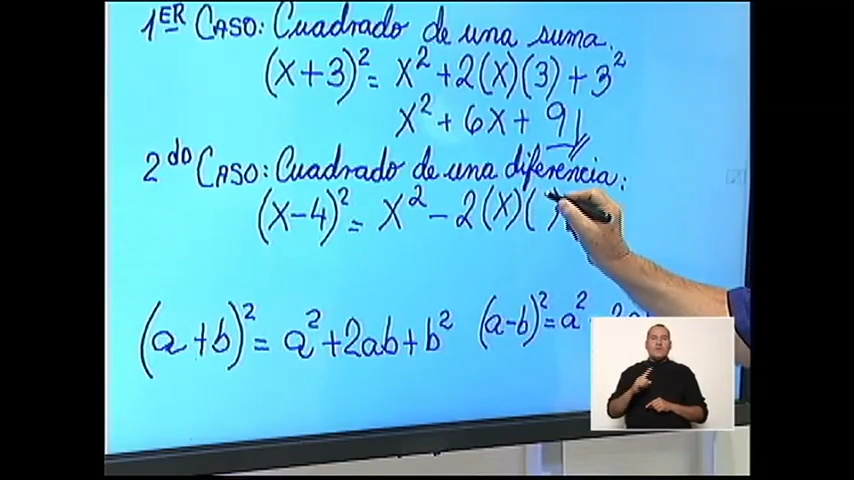 1ER CASO: Cuadrado de una suma.
(x+3)² = x² + 2(x)(3) + 3²
x² + 6x + 9
2do CASO: Cuadrado de una diferencia:
(x-4)² = x² - 2(x)( )
(a+b)² = a² + 2ab + b² (a-b)² = a² - 2a